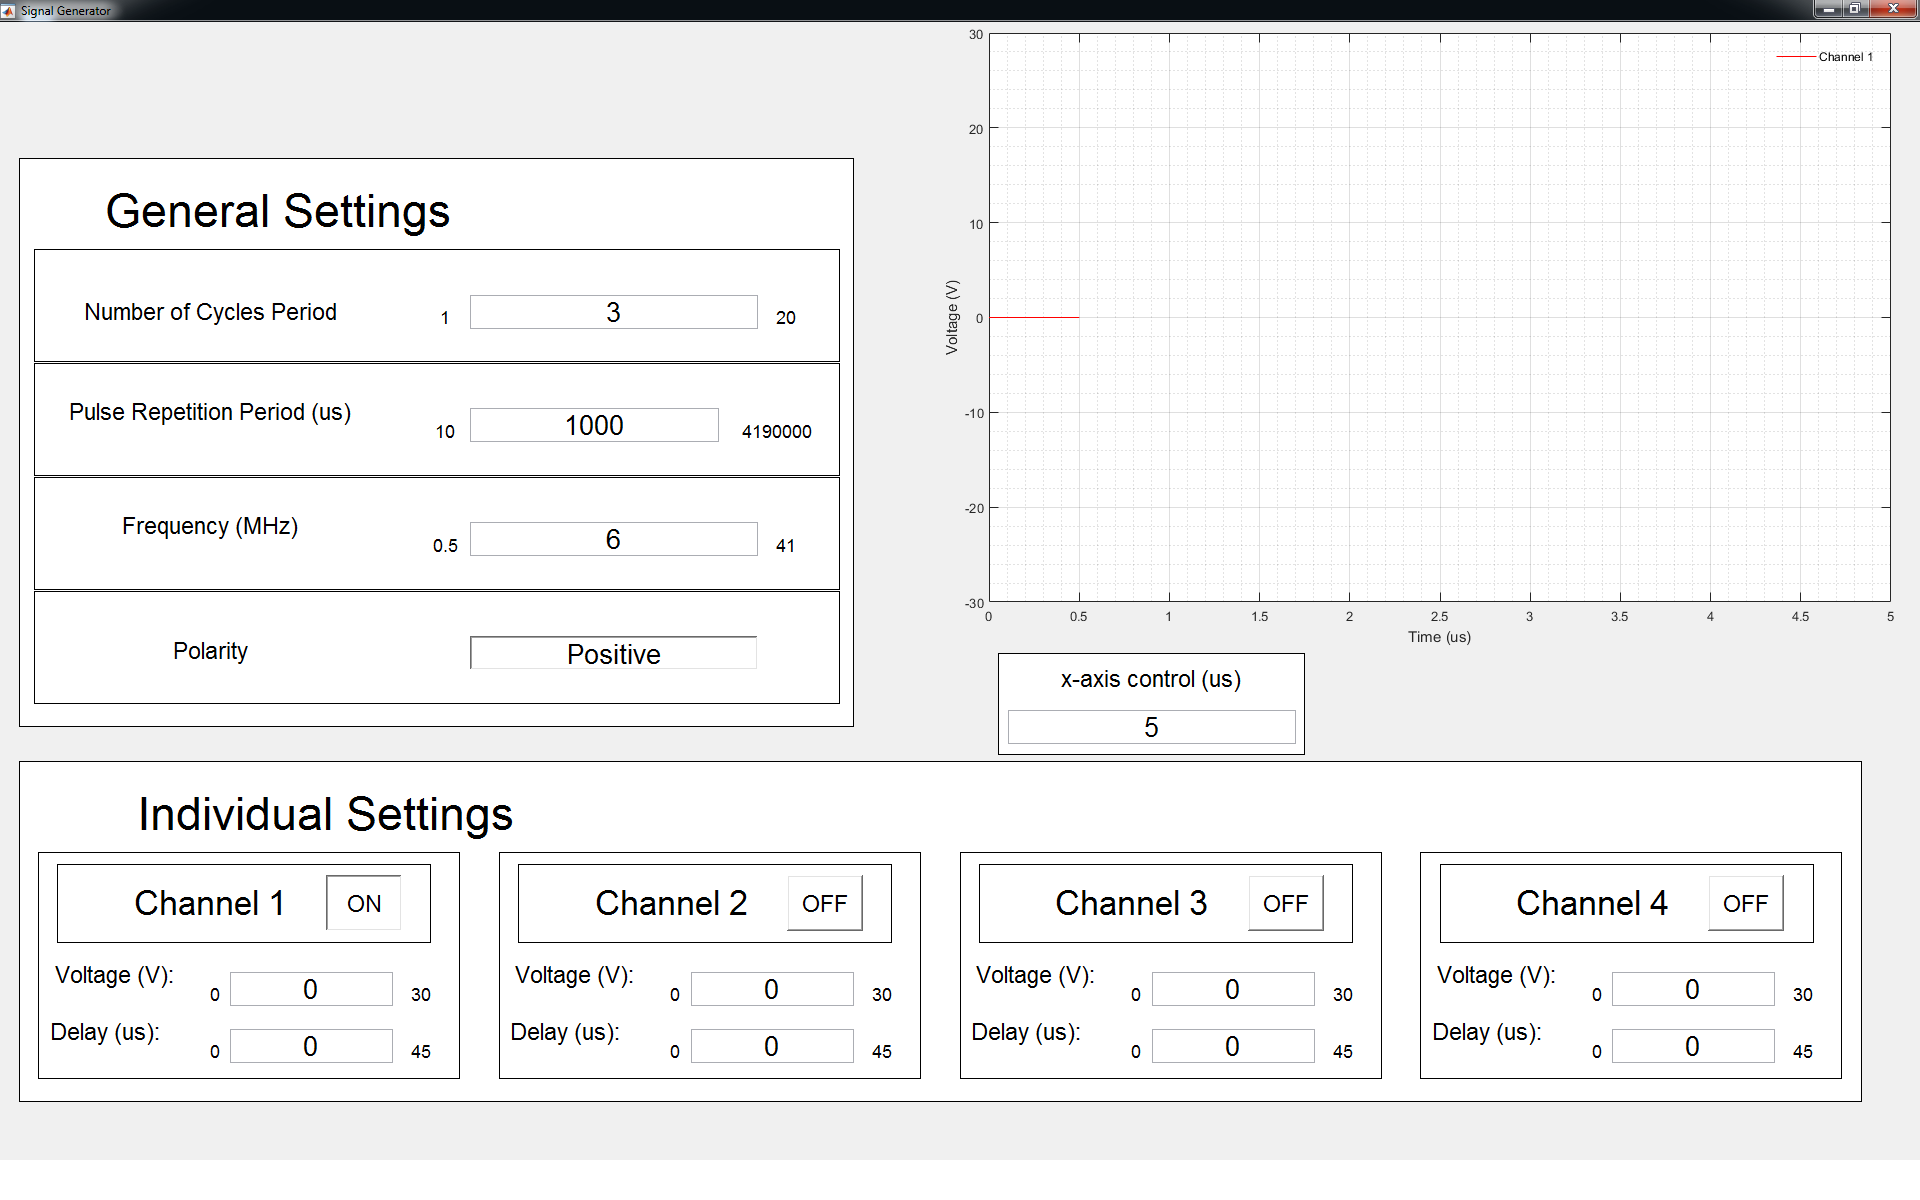 Signal Generator
General Settings
Number of Cycles Period
1
3
20
Pulse Repetition Period (us)
10
1000
4190000
Frequency (MHz)
0.5
6
41
Polarity
Positive
Channel 1
30
20
10
0
-10
-20
-30
Voltage (V)
0 0.5 1 1.5 2 2.5 3 3.5 4 4.5 5
Time (us)
x-axis control (us)
5
Individual Settings
Channel 1
ON
Voltage (V):
0
0
30
Delay (us):
0
0
45
Channel 2
OFF
Voltage (V):
0
0
30
Delay (us):
0
0
45
Channel 3
OFF
Voltage (V):
0
0
30
Delay (us):
0
0
45
Channel 4
OFF
Voltage (V):
0
0
30
Delay (us):
0
0
45